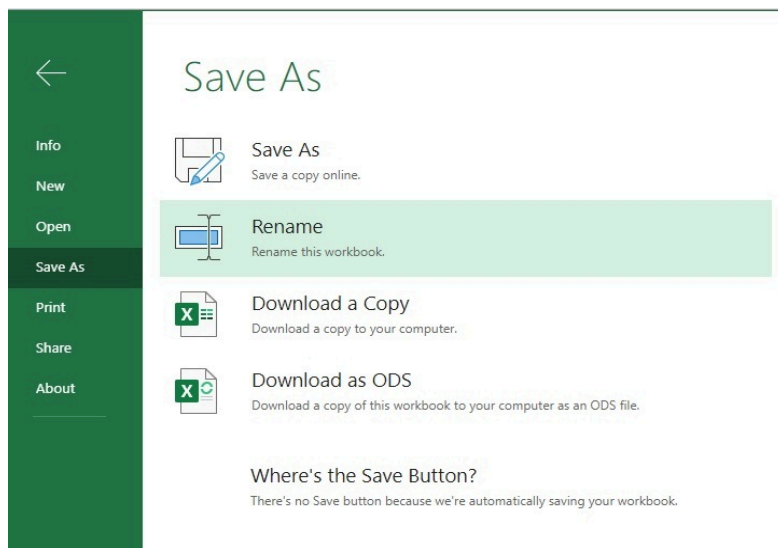 Save As
Info
New
Open
Save As
Print
Share
About
Save As
Save a copy online.
Rename
Rename this workbook.
Download a Copy
Download a copy to your computer.
Download as ODS
Download a copy of this workbook to your computer as an ODS file.
Where's the Save Button?
There's no Save button because we're automatically saving your workbook.